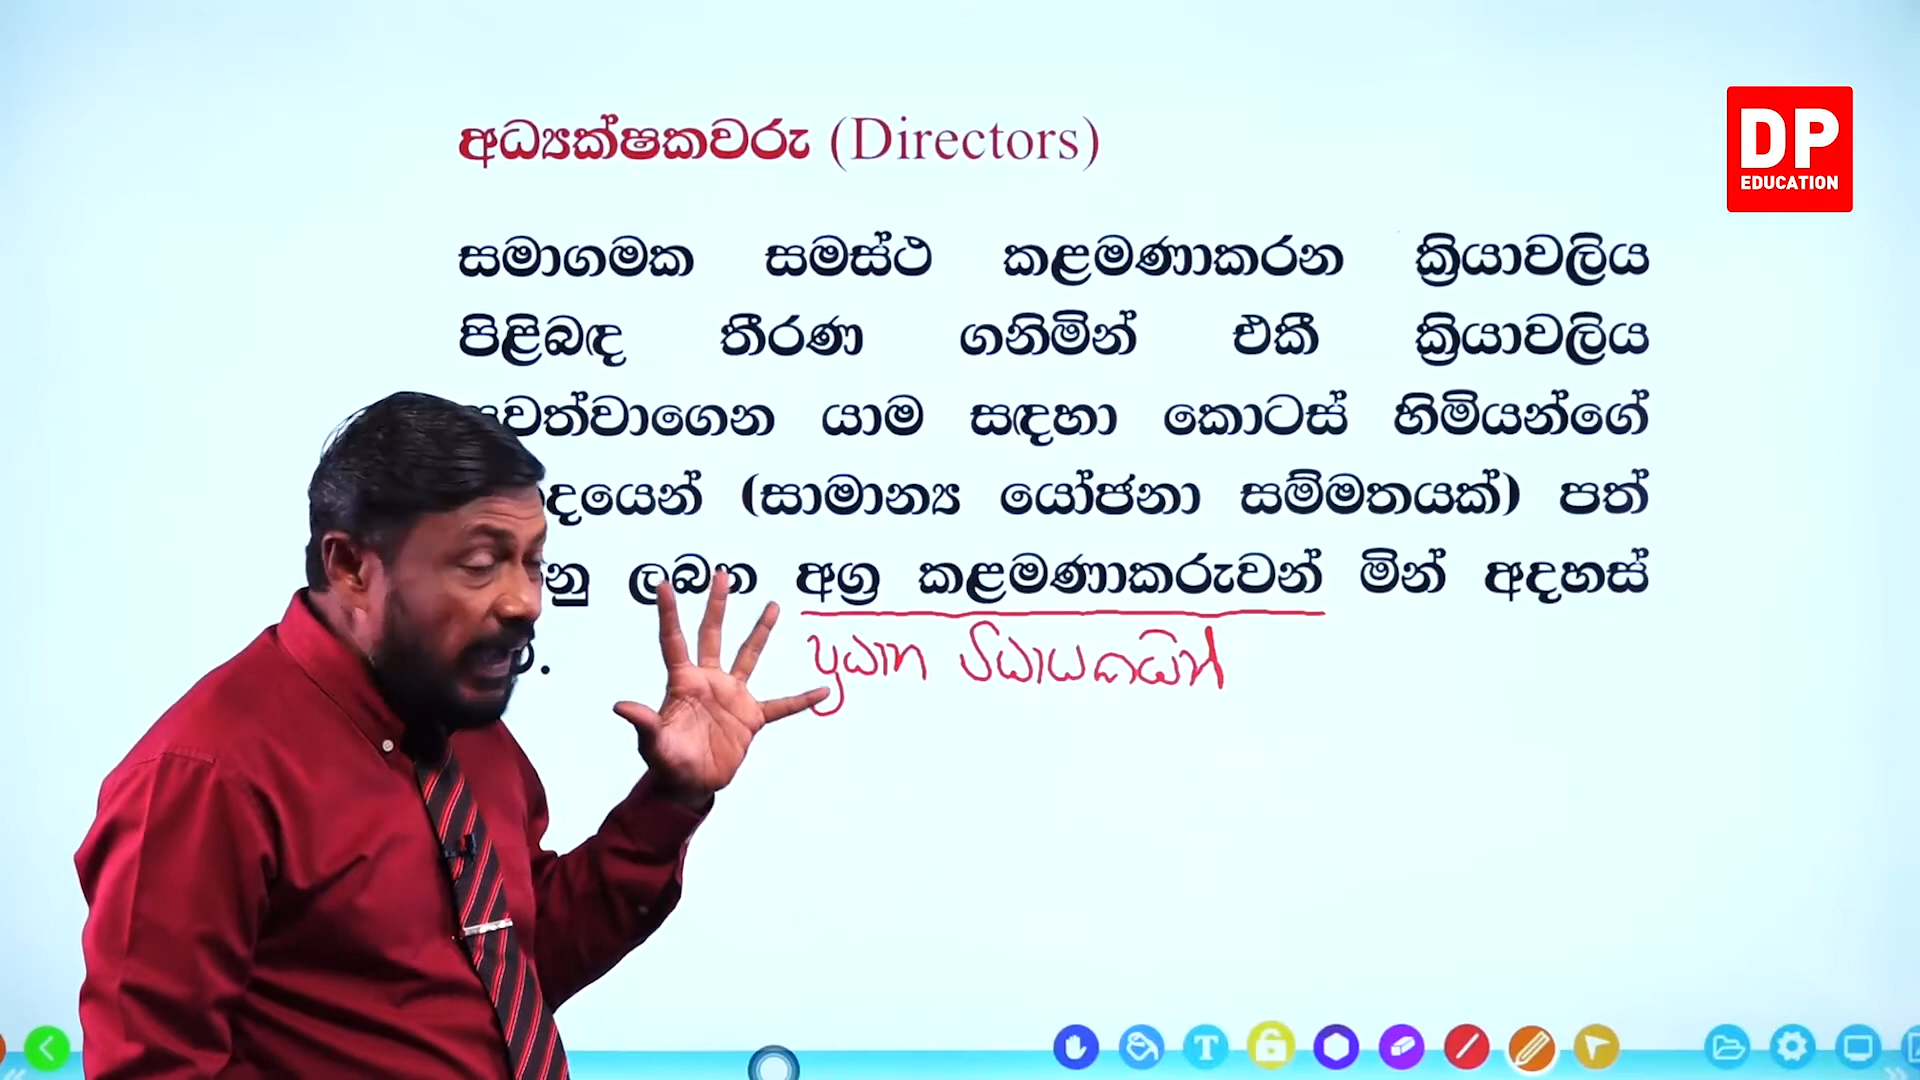 අධ්‍යක්ෂකවරු (Directors)
DP
EDUCATION
සමාගමක සමස්ථ කළමණාකරන ක්‍රියාවලිය
පිළිබඳ තීරණ ගනිමින් එකී ක්‍රියාවලිය
පවත්වාගෙන යාම සඳහා කොටස් හිමියන්ගේ
(සාමාන්‍ය යෝජනා සම්මතයක්) පත්
ලබන අග්‍ර කළමණාකරුවන් මින් අදහස්
ප්‍රධාන විධායකයින්